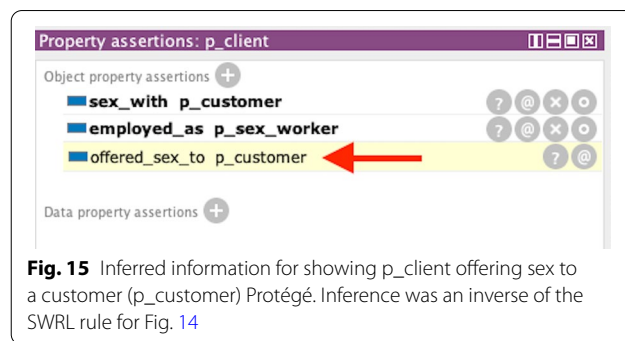 Property assertions: p_client
Object property assertions +
sex_with p_customer ? @ × o
employed_as p_sex_worker ? @ × o
offered_sex_to p_customer ? @
Data property assertions +
Fig. 15 Inferred information for showing p_client offering sex to
a customer (p_customer) Protégé. Inference was an inverse of the
SWRL rule for Fig. 14